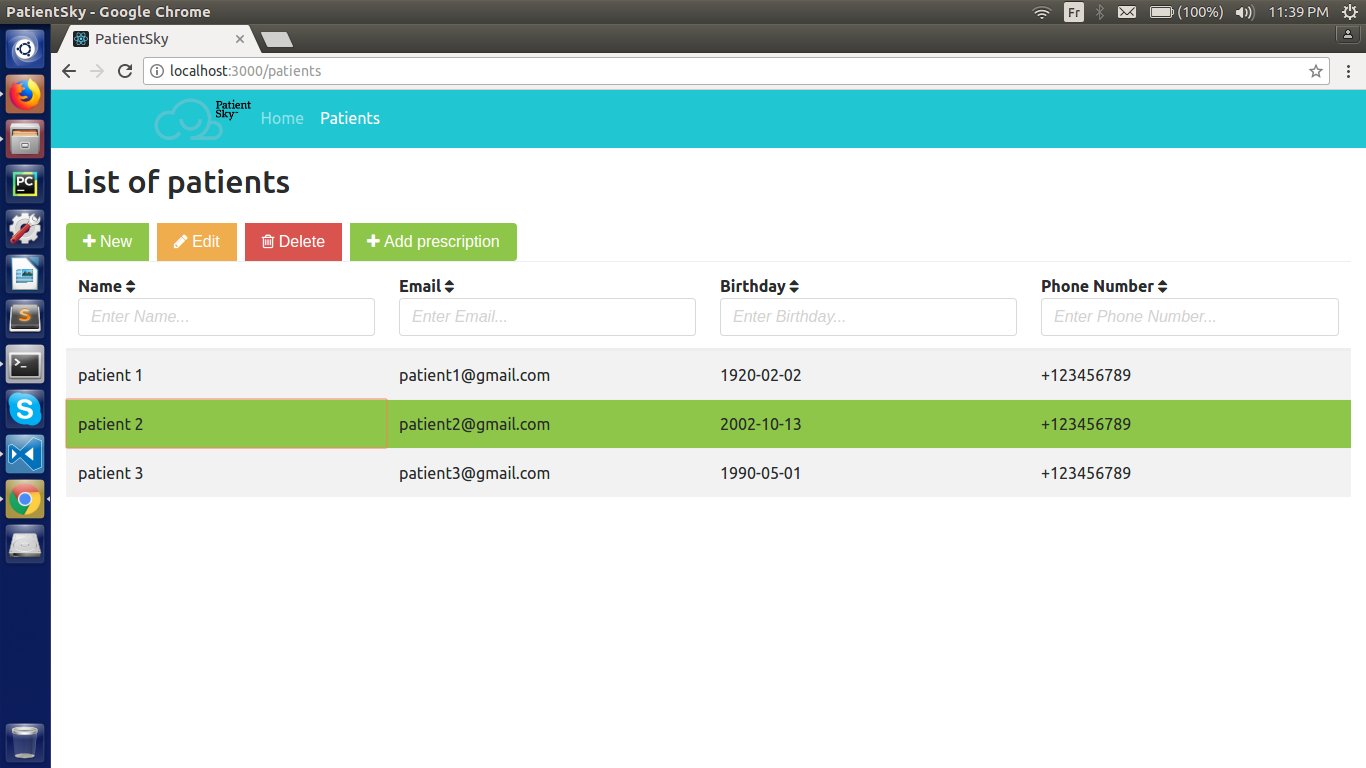 PatientSky - Google Chrome
Fr
(100%)
11:39 PM
PatientSky
localhost:3000/patients
Patient
Sky™
Home
Patients
List of patients
New
Edit
Delete
Add prescription
Name
Email
Birthday
Phone Number
Enter Name...
Enter Email...
Enter Birthday...
Enter Phone Number...
patient 1
patient1@gmail.com
1920-02-02
+123456789
patient 2
patient2@gmail.com
2002-10-13
+123456789
patient 3
patient3@gmail.com
1990-05-01
+123456789
PC
S
S